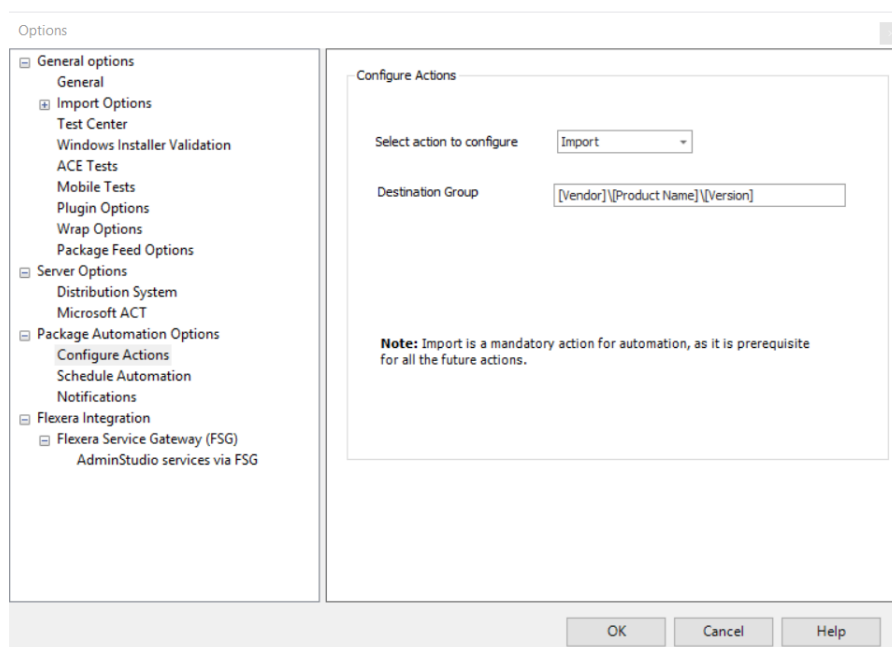 Options
General options
General
Import Options
Test Center
Windows Installer Validation
ACE Tests
Mobile Tests
Plugin Options
Wrap Options
Package Feed Options
Server Options
Distribution System
Microsoft ACT
Package Automation Options
Configure Actions
Schedule Automation
Notifications
Flexera Integration
Flexera Service Gateway (FSG)
AdminStudio services via FSG
Configure Actions
Select action to configure
Import
Destination Group
[Vendor]\[Product Name]\[Version]
Note: Import is a mandatory action for automation, as it is prerequisite
for all the future actions.
OK
Cancel
Help